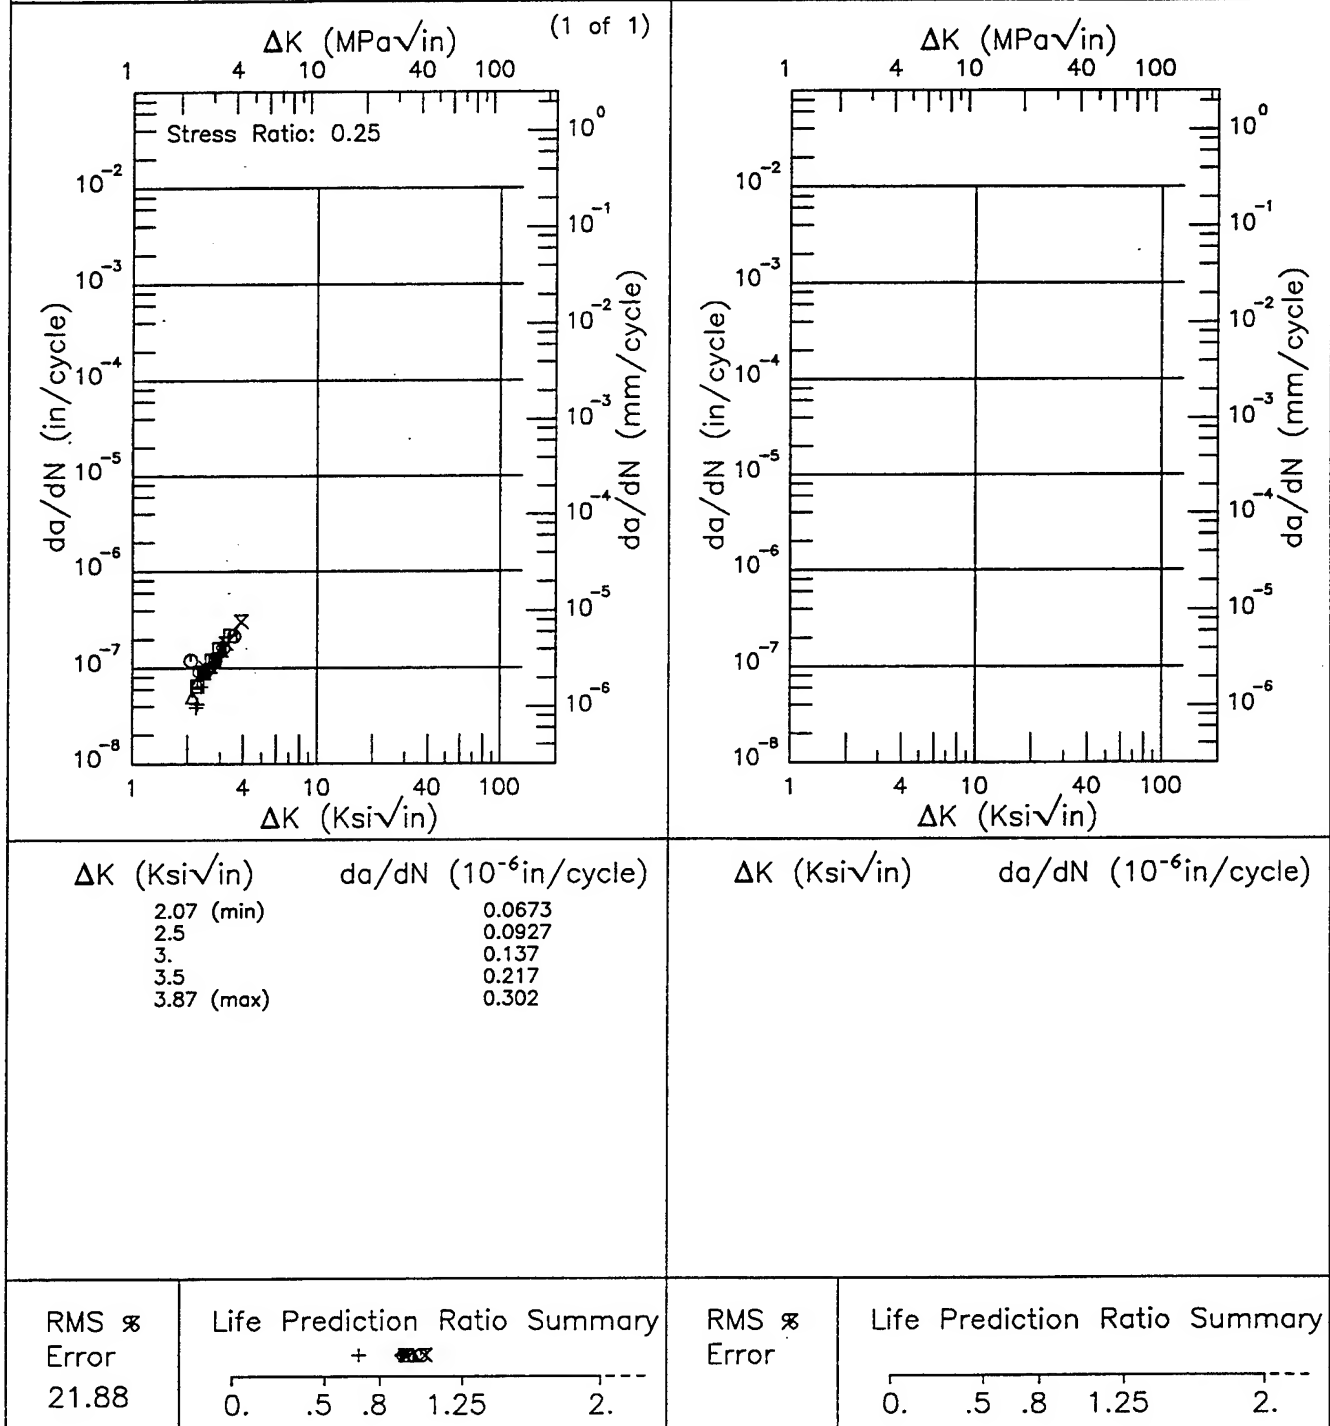 (1 of 1)
ΔK (MPa√in)
1 4 10 40 100
Stress Ratio: 0.25
da/dN (in/cycle)
10⁻²
10⁻³
10⁻⁴
10⁻⁵
10⁻⁶
10⁻⁷
10⁻⁸
da/dN (mm/cycle)
10⁰
10⁻¹
10⁻²
10⁻³
10⁻⁴
10⁻⁵
10⁻⁶
1 4 10 40 100
ΔK (Ksi√in)
ΔK (MPa√in)
1 4 10 40 100
da/dN (in/cycle)
10⁻²
10⁻³
10⁻⁴
10⁻⁵
10⁻⁶
10⁻⁷
10⁻⁸
da/dN (mm/cycle)
10⁰
10⁻¹
10⁻²
10⁻³
10⁻⁴
10⁻⁵
10⁻⁶
1 4 10 40 100
ΔK (Ksi√in)
ΔK (Ksi√in) da/dN (10⁻⁶in/cycle)
2.07 (min) 0.0673
2.5 0.0927
3. 0.137
3.5 0.217
3.87 (max) 0.302
ΔK (Ksi√in) da/dN (10⁻⁶in/cycle)
RMS %
Error
21.88
Life Prediction Ratio Summary
0. .5 .8 1.25 2.
RMS %
Error
Life Prediction Ratio Summary
0. .5 .8 1.25 2.